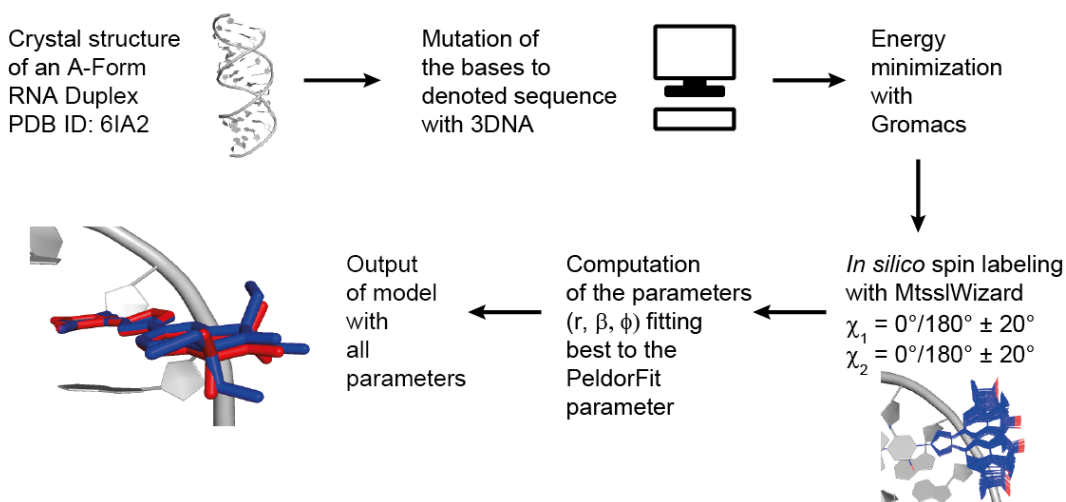 Crystal structure
of an A-Form
RNA Duplex
PDB ID: 6IA2
Mutation of
the bases to
denoted sequence
with 3DNA
Energy
minimization
with
Gromacs
In silico spin labeling
with MtsslWizard
χ1 = 0°/180° ± 20°
χ2 = 0°/180° ± 20°
Computation
of the parameters
(r, β, ϕ) fitting
best to the
PeldorFit
parameter
Output
of model
with
all
parameters